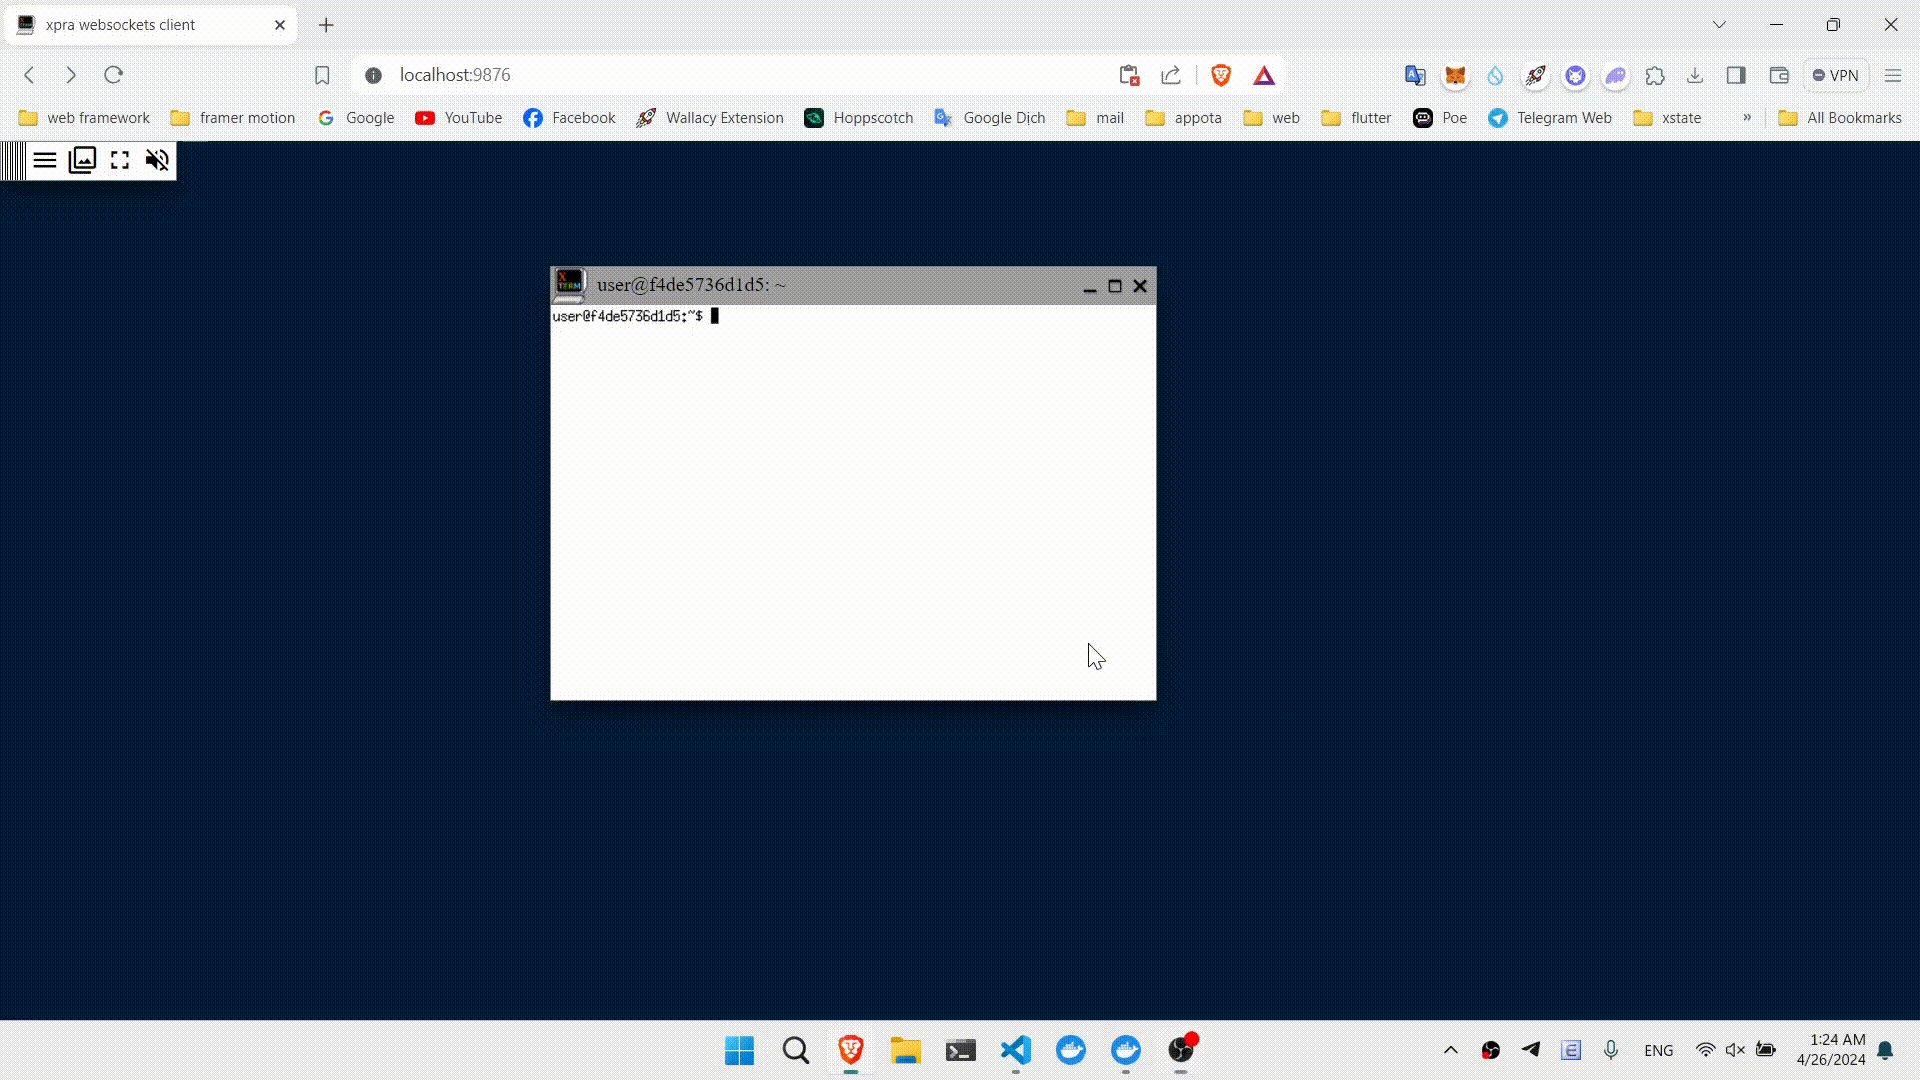 xpra websockets client
localhost:9876
VPN
web framework framer motion Google YouTube Facebook Wallacy Extension Hoppscotch Google Dịch mail appota web flutter Poe Telegram Web xstate » All Bookmarks
X
TERM
user@f4de5736d1d5: ~
user@f4de5736d1d5:~$
ENG
1:24 AM
4/26/2024